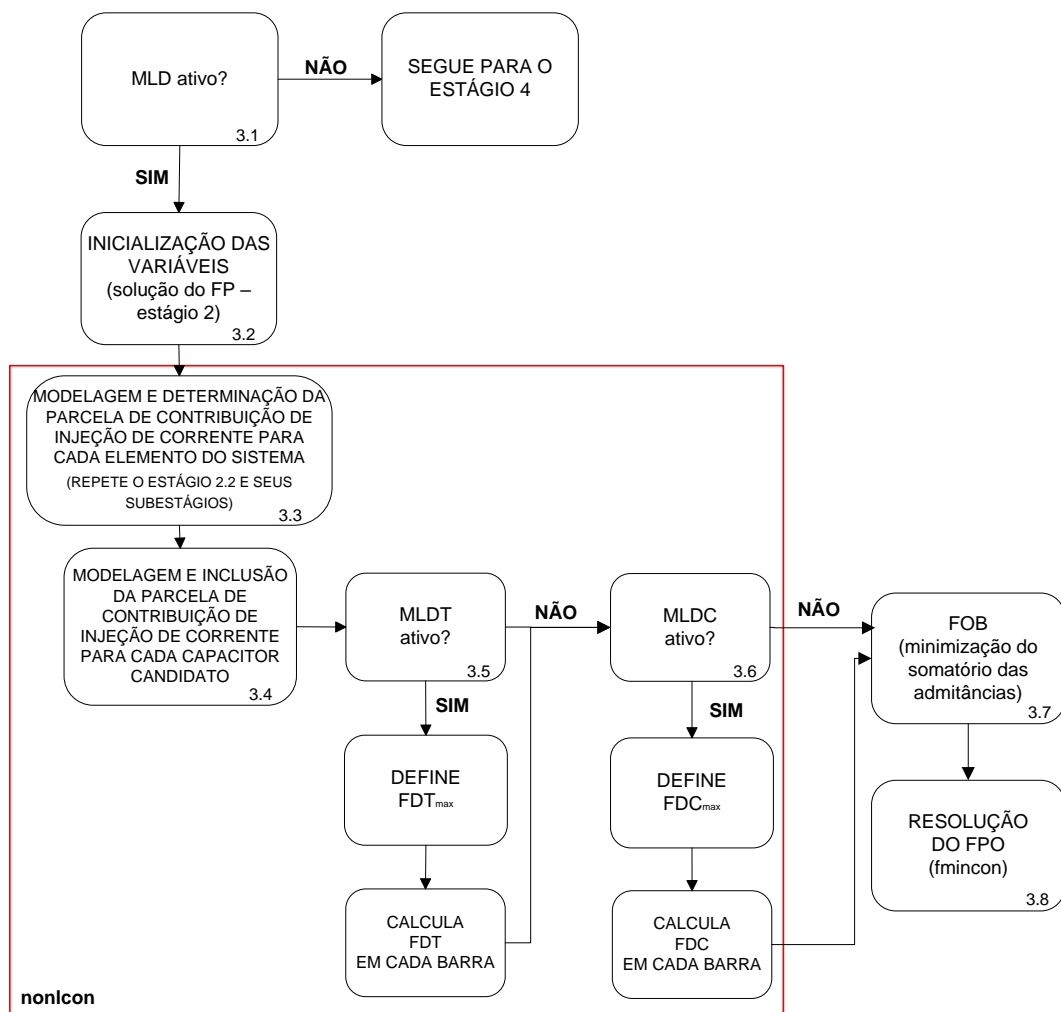 MLD ativo?
3.1
NÃO
SEGUE PARA O
ESTÁGIO 4
SIM
INICIALIZAÇÃO DAS
VARIÁVEIS
(solução do FP –
estágio 2)
3.2
MODELAGEM E DETERMINAÇÃO DA
PARCELA DE CONTRIBUIÇÃO DE
INJEÇÃO DE CORRENTE PARA
CADA ELEMENTO DO SISTEMA
(REPETE O ESTÁGIO 2.2 E SEUS
SUBESTÁGIOS)
3.3
MODELAGEM E INCLUSÃO
DA PARCELA DE
CONTRIBUIÇÃO DE
INJEÇÃO DE CORRENTE
PARA CADA CAPACITOR
CANDIDATO
3.4
MLDT
ativo?
3.5
NÃO
SIM
DEFINE
FDTmax
CALCULA
FDT
EM CADA BARRA
MLDC
ativo?
3.6
NÃO
SIM
DEFINE
FDCmax
CALCULA
FDC
EM CADA BARRA
FOB
(minimização do
somatório das
admitâncias)
3.7
RESOLUÇÃO
DO FPO
(fmincon)
3.8
nonlcon